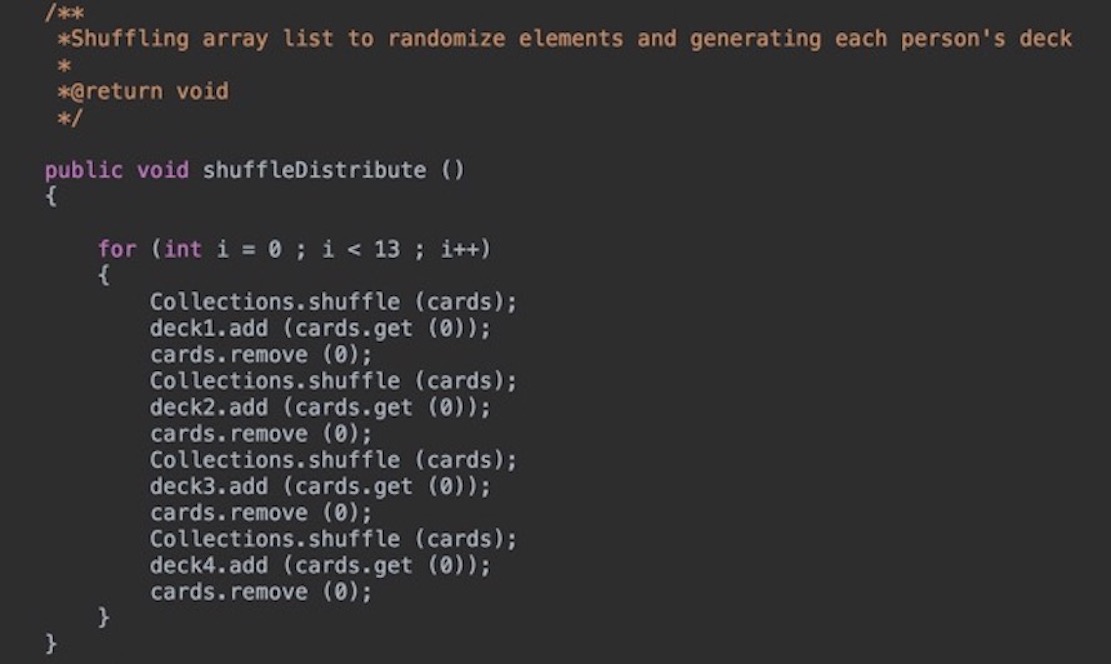 /**
*Shuffling array list to randomize elements and generating each person's deck
*
*@return void
*/
public void shuffleDistribute ()
{
for (int i = 0 ; i < 13 ; i++)
{
Collections.shuffle (cards);
deck1.add (cards.get (0));
cards.remove (0);
Collections.shuffle (cards);
deck2.add (cards.get (0));
cards.remove (0);
Collections.shuffle (cards);
deck3.add (cards.get (0));
cards.remove (0);
Collections.shuffle (cards);
deck4.add (cards.get (0));
cards.remove (0);
}
}